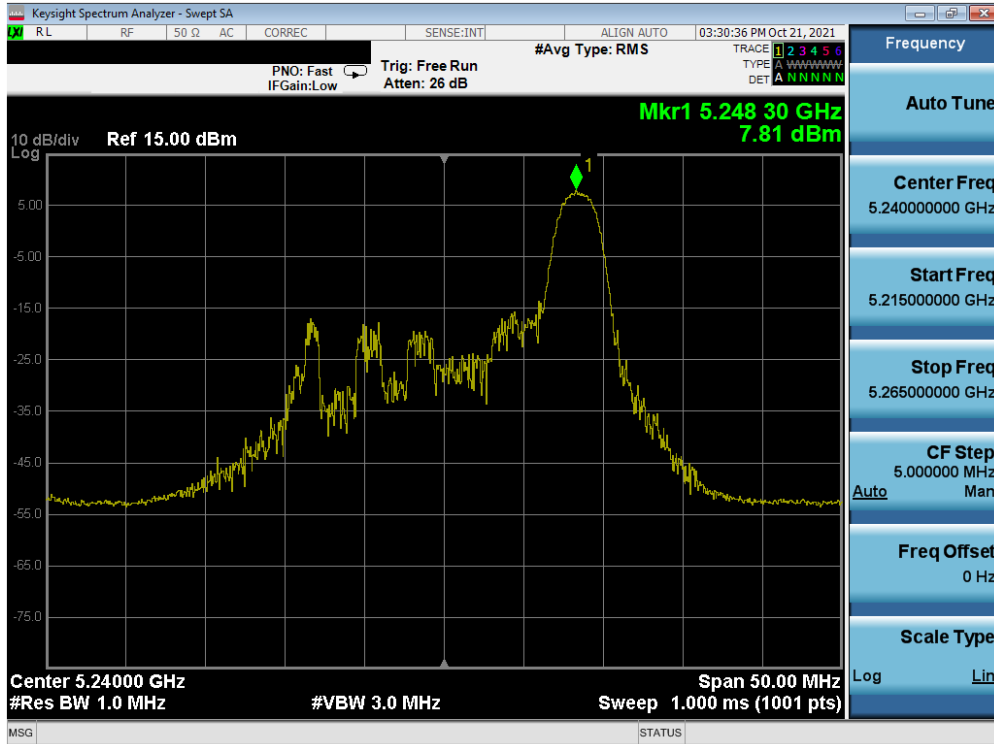 Keysight Spectrum Analyzer - Swept SA
LXI RL RF 50 Ω AC CORREC SENSE:INT ALIGN AUTO 03:30:36 PM Oct 21, 2021
Frequency
#Avg Type: RMS
TRACE 1 2 3 4 5 6
PNO: Fast Trig: Free Run
TYPE A WWWWW
IFGain:Low Atten: 26 dB
DET A N N N N N
Auto Tune
Mkr1 5.248 30 GHz
7.81 dBm
10 dB/div Ref 15.00 dBm
Log
1
5.00
-5.00
-15.0
-25.0
-35.0
-45.0
-55.0
-65.0
-75.0
Center Freq
5.240000000 GHz
Start Freq
5.215000000 GHz
Stop Freq
5.265000000 GHz
CF Step
5.000000 MHz
Auto Man
Freq Offset
0 Hz
Scale Type
Log Lin
Center 5.24000 GHz Span 50.00 MHz
#Res BW 1.0 MHz #VBW 3.0 MHz Sweep 1.000 ms (1001 pts)
MSG STATUS